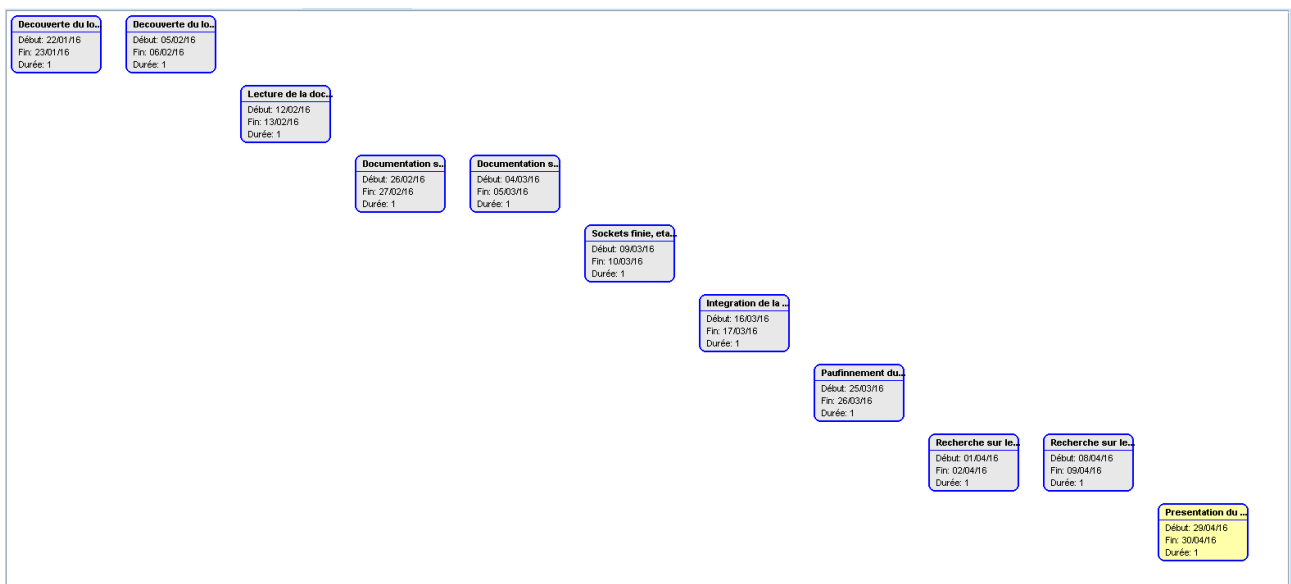 Decouverte du lo...
Début: 22/01/16
Fin: 23/01/16
Durée: 1
Decouverte du lo...
Début: 05/02/16
Fin: 06/02/16
Durée: 1
Lecture de la doc...
Début: 12/02/16
Fin: 13/02/16
Durée: 1
Documentation s...
Début: 26/02/16
Fin: 27/02/16
Durée: 1
Documentation s...
Début: 04/03/16
Fin: 05/03/16
Durée: 1
Sockets finie, eta...
Début: 09/03/16
Fin: 10/03/16
Durée: 1
Integration de la ...
Début: 16/03/16
Fin: 17/03/16
Durée: 1
Paufinnement du...
Début: 25/03/16
Fin: 26/03/16
Durée: 1
Recherche sur le...
Début: 01/04/16
Fin: 02/04/16
Durée: 1
Recherche sur le...
Début: 08/04/16
Fin: 09/04/16
Durée: 1
Presentation du ...
Début: 29/04/16
Fin: 30/04/16
Durée: 1